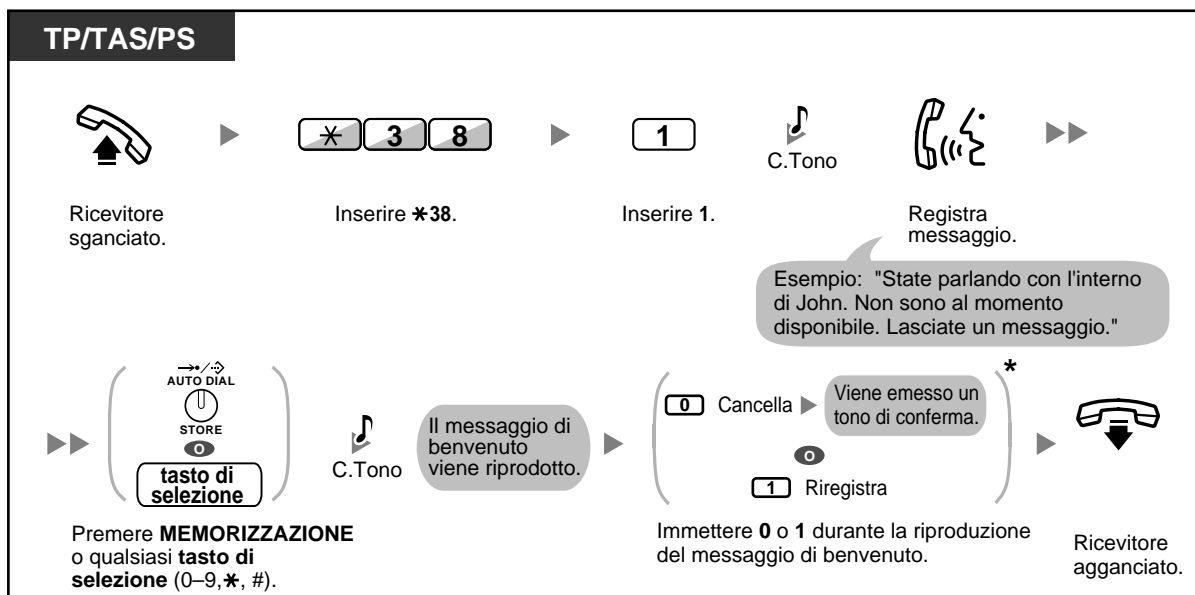 TP/TAS/PS
✳ 3 8
1
C.Tono
Ricevitore
sganciato.
Inserire ✳38.
Inserire 1.
Registra
messaggio.
Esempio: "State parlando con l'interno
di John. Non sono al momento
disponibile. Lasciate un messaggio."
AUTO DIAL
STORE
O
tasto di
selezione
C.Tono
Il messaggio di
benvenuto
viene riprodotto.
0 Cancella
Viene emesso un
tono di conferma.
O
1 Riregistra
*
Premere MEMORIZZAZIONE
o qualsiasi tasto di
selezione (0–9,✳, #).
Immettere 0 o 1 durante la riproduzione
del messaggio di benvenuto.
Ricevitore
agganciato.